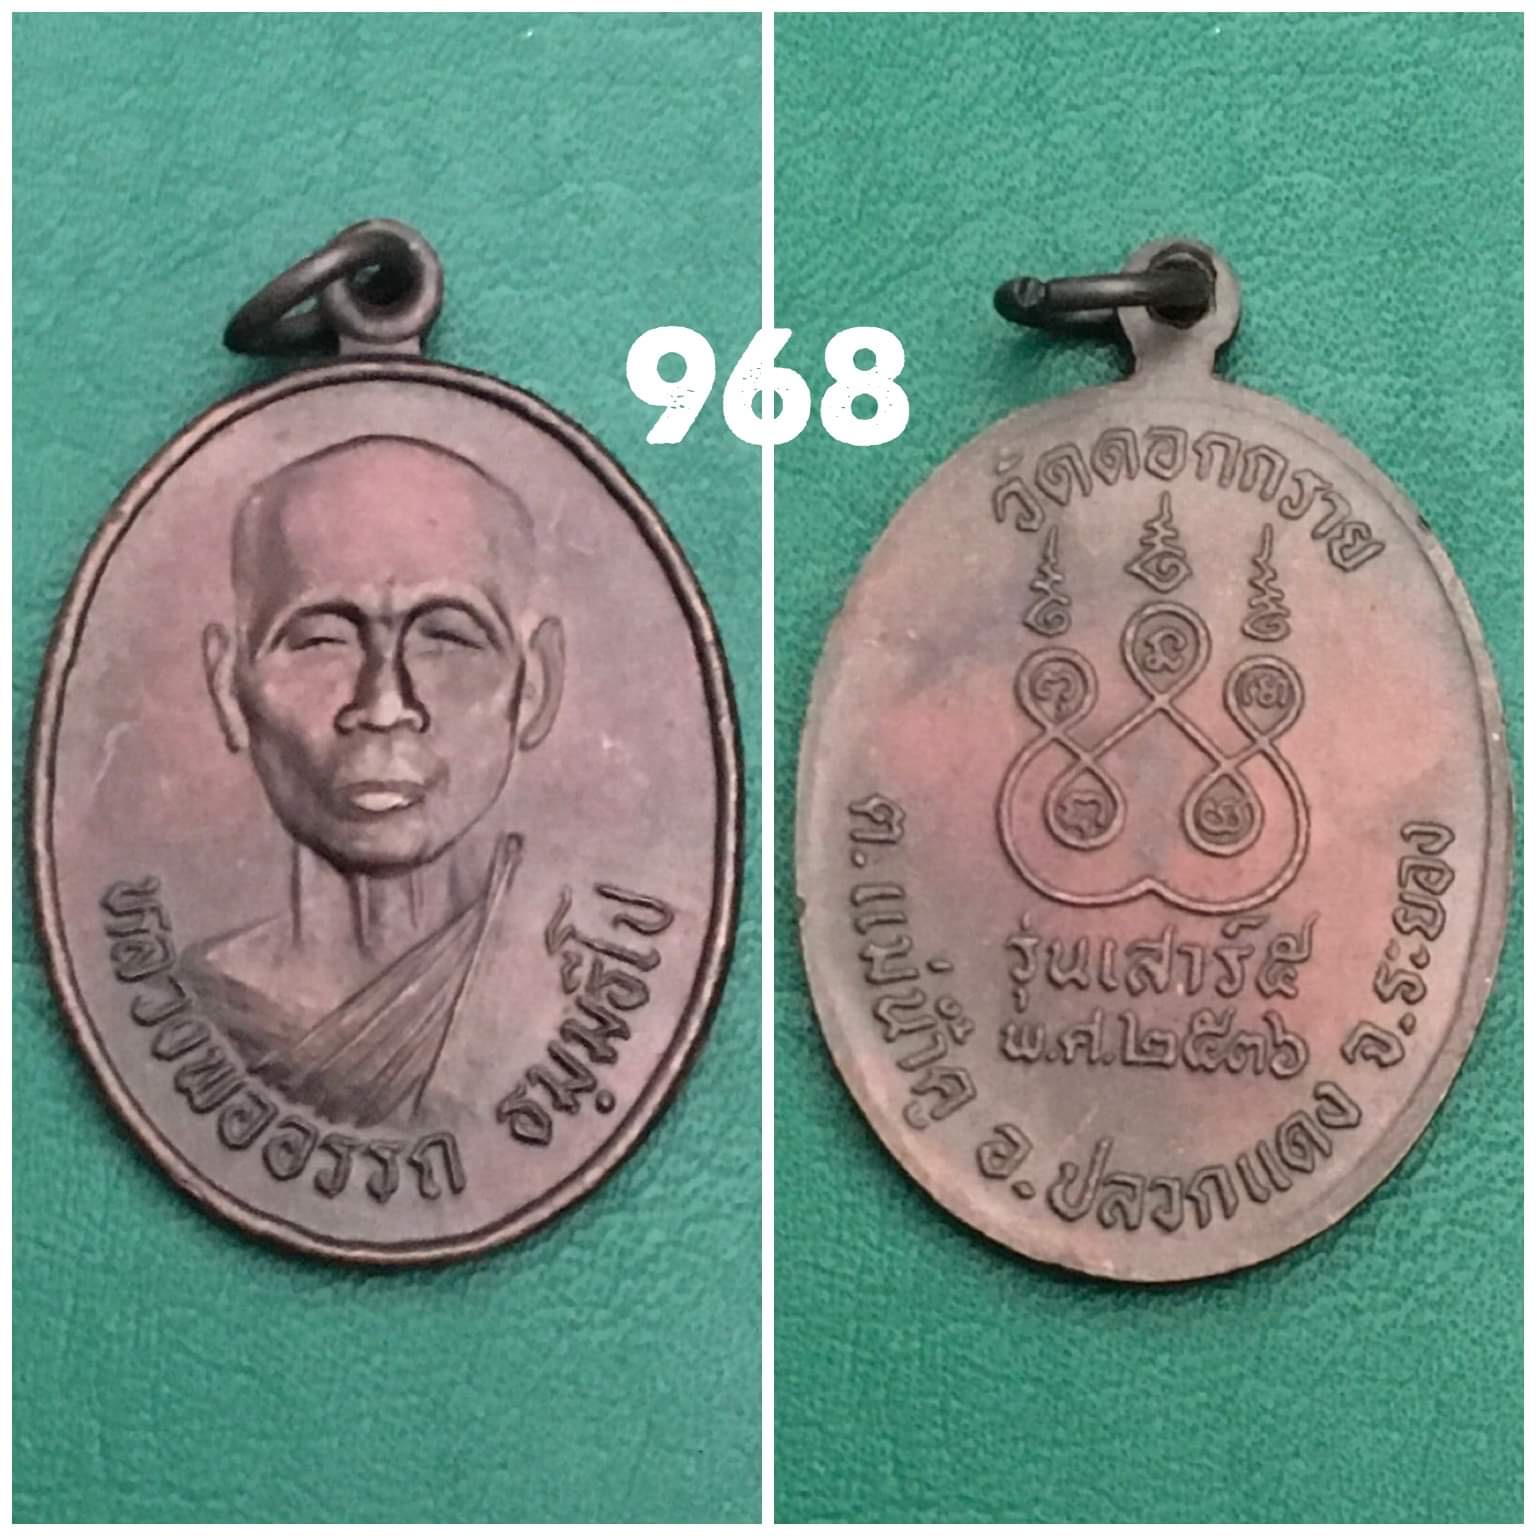 968
หลวงพ่ออรรถ ธมฺมธีโป
วัดดอกกราย
รุ่นเสาร์๕
พ.ศ.๒๕๓๖
ต.แม่น้ำคู้ อ.ปลวกแดง จ.ระยอง